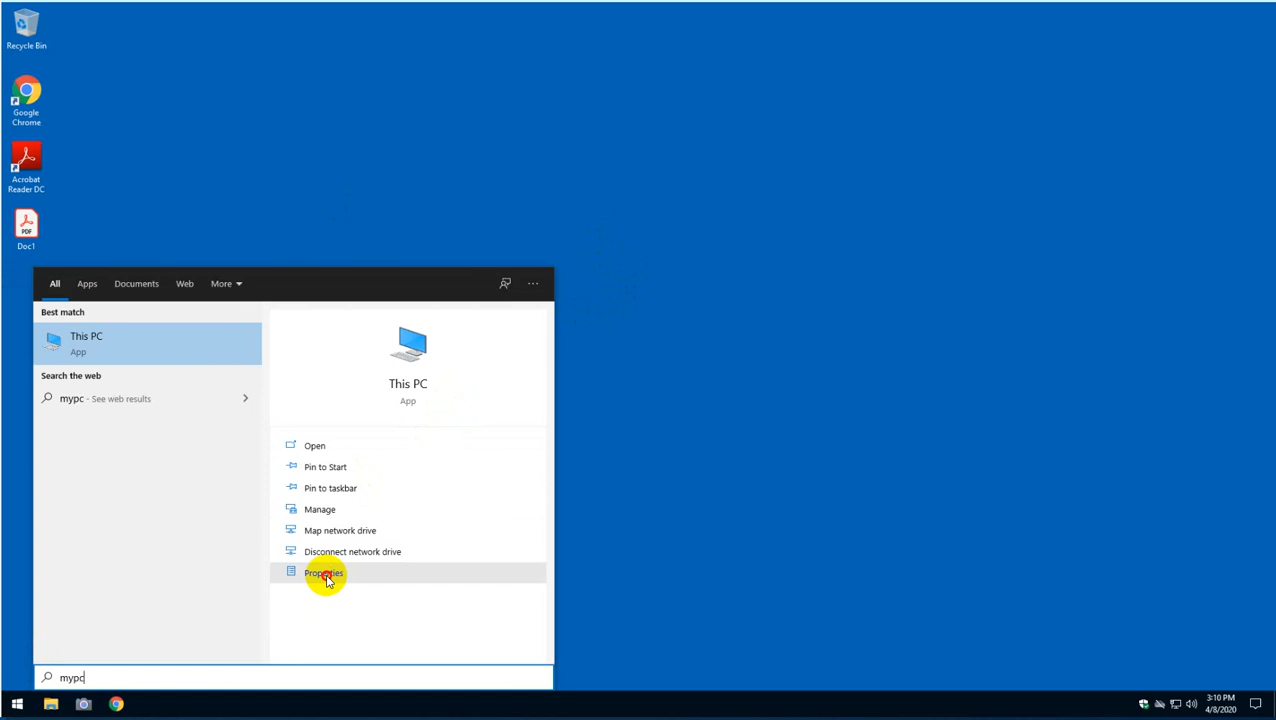 Recycle Bin
Google
Chrome
Acrobat
Reader DC
PDF
Doc1
All Apps Documents Web More
Best match
This PC
App
Search the web
mypc - See web results
This PC
App
Open
Pin to Start
Pin to taskbar
Manage
Map network drive
Disconnect network drive
Properties
mypc
3:10 PM
4/8/2020